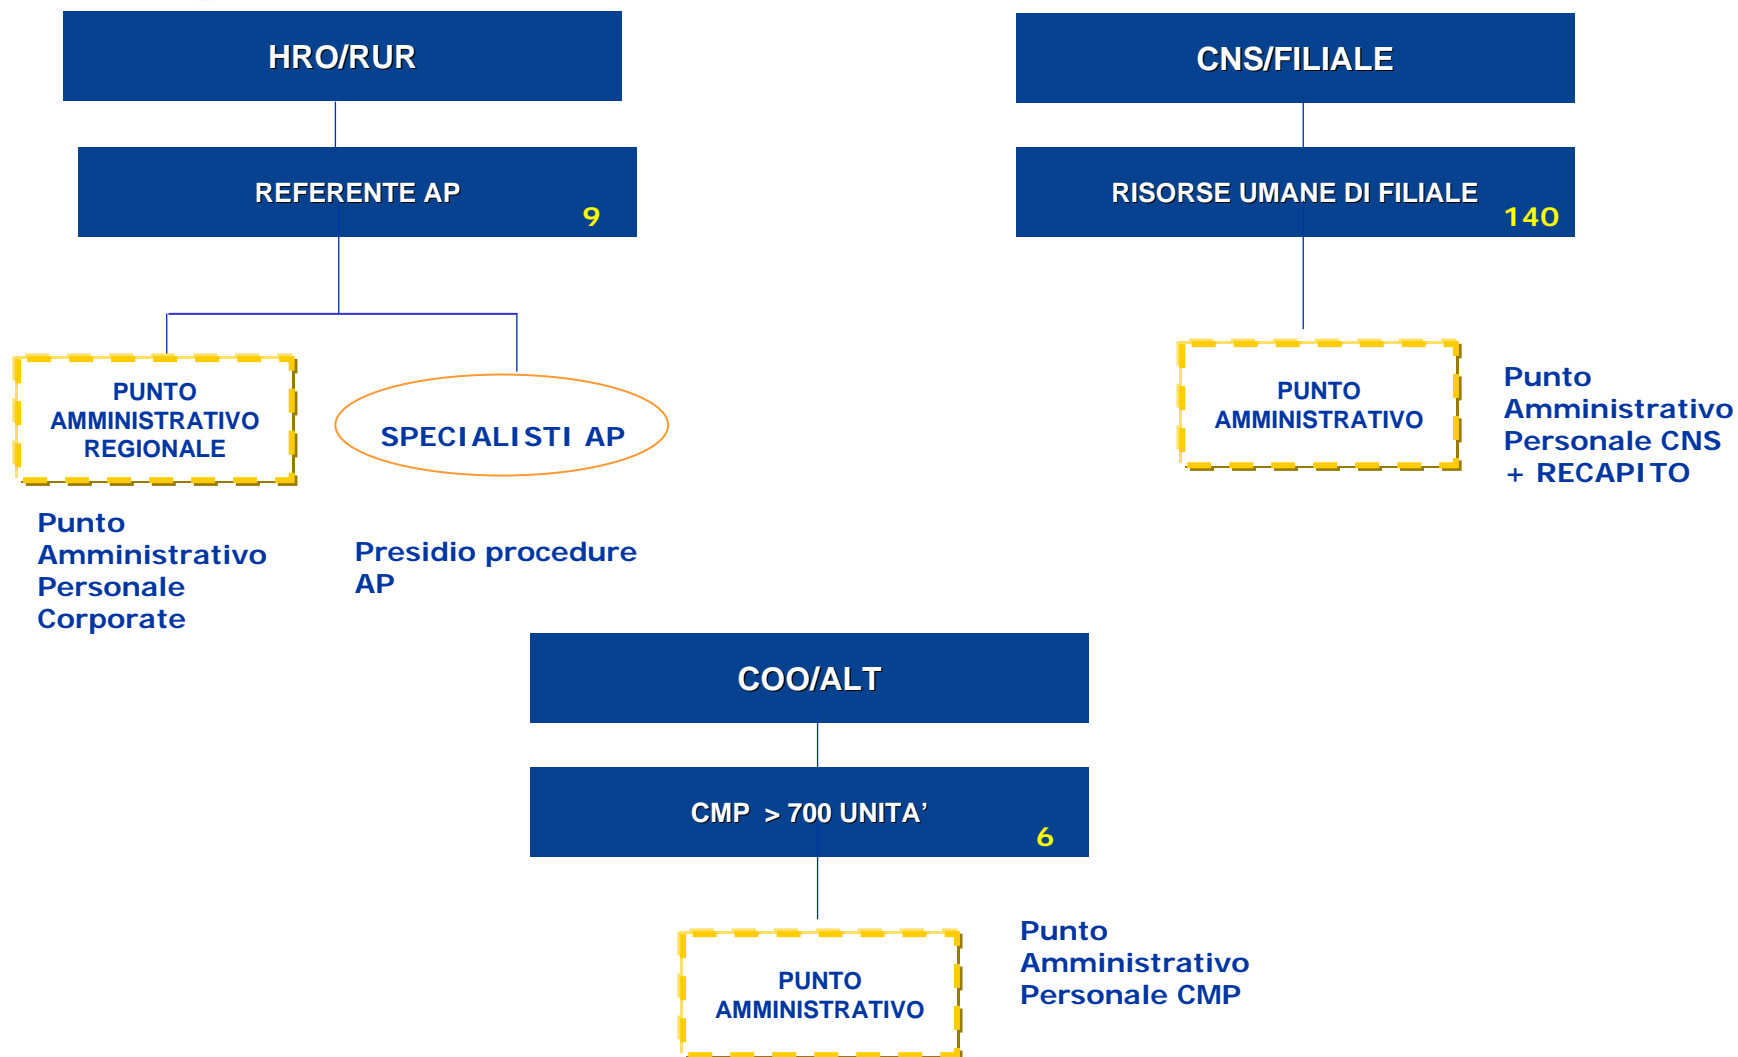 HRO/RUR
REFERENTE AP
9
PUNTO
AMMINISTRATIVO
REGIONALE
SPECIALISTI AP
Punto
Amministrativo
Personale
Corporate
Presidio procedure
AP
CNS/FILIALE
RISORSE UMANE DI FILIALE
140
PUNTO
AMMINISTRATIVO
Punto
Amministrativo
Personale CNS
+ RECAPITO
COO/ALT
CMP > 700 UNITA’
6
PUNTO
AMMINISTRATIVO
Punto
Amministrativo
Personale CMP